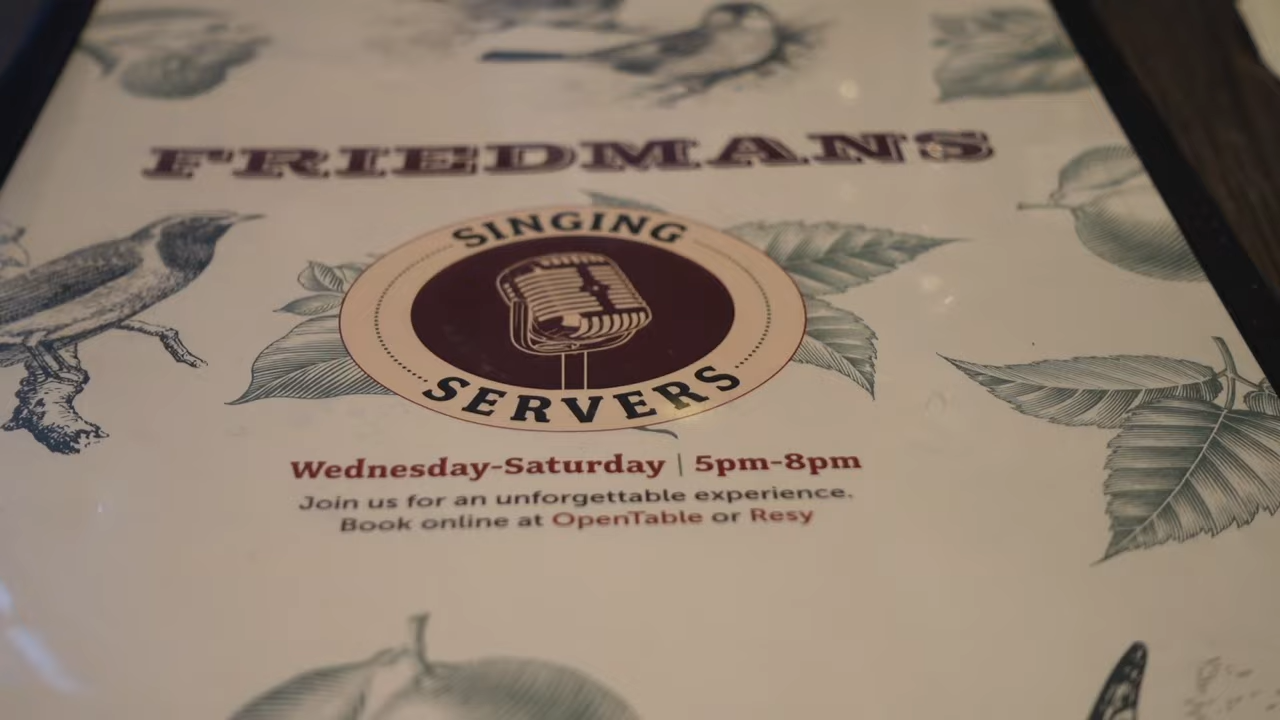 FRIEDMANS
SINGING
SERVERS
Wednesday-Saturday | 5pm-8pm
Join us for an unforgettable experience.
Book online at OpenTable or Resy